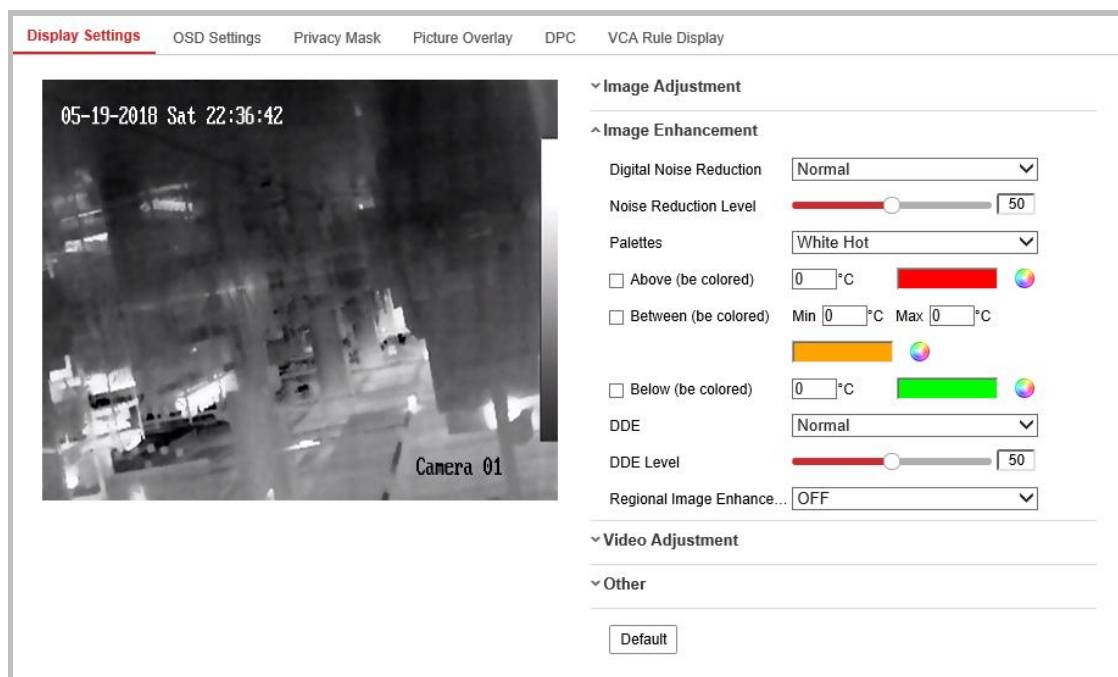 Display Settings OSD Settings Privacy Mask Picture Overlay DPC VCA Rule Display
05-19-2018 Sat 22:36:42
Camera 01
Image Adjustment
Image Enhancement
Digital Noise Reduction Normal
Noise Reduction Level 50
Palettes White Hot
Above (be colored) 0 °C
Between (be colored) Min 0 °C Max 0 °C
Below (be colored) 0 °C
DDE Normal
DDE Level 50
Regional Image Enhance... OFF
Video Adjustment
Other
Default